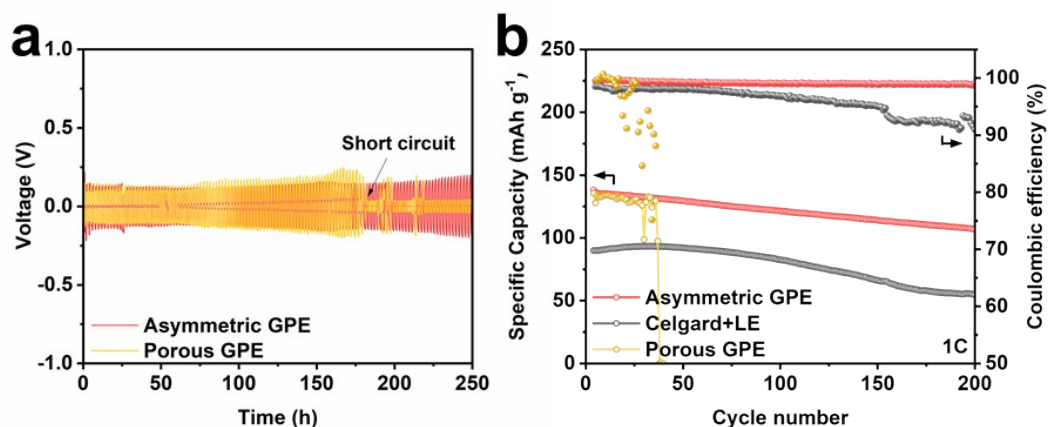 a
1.0
0.5
0.0
-0.5
-1.0
Voltage (V)
Short circuit
Asymmetric GPE
Porous GPE
0 50 100 150 200 250
Time (h)
b
250
200
150
100
50
0
Specific Capacity (mAh g⁻¹,
100
90
80
70
60
50
Coulombic efficiency (%)
Asymmetric GPE
Celgard+LE
Porous GPE
1C
0 50 100 150 200
Cycle number